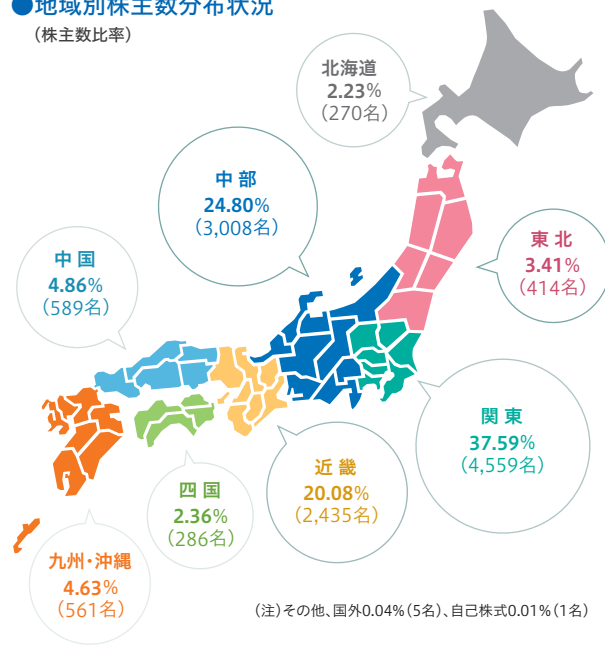 ●地域別株主数分布状況
(株主数比率)
北海道
2.23%
(270名)
中部
24.80%
(3,008名)
東北
3.41%
(414名)
中国
4.86%
(589名)
関東
37.59%
(4,559名)
近畿
20.08%
(2,435名)
四国
2.36%
(286名)
九州・沖縄
4.63%
(561名)
(注)その他、国外0.04%(5名)、自己株式0.01%(1名)